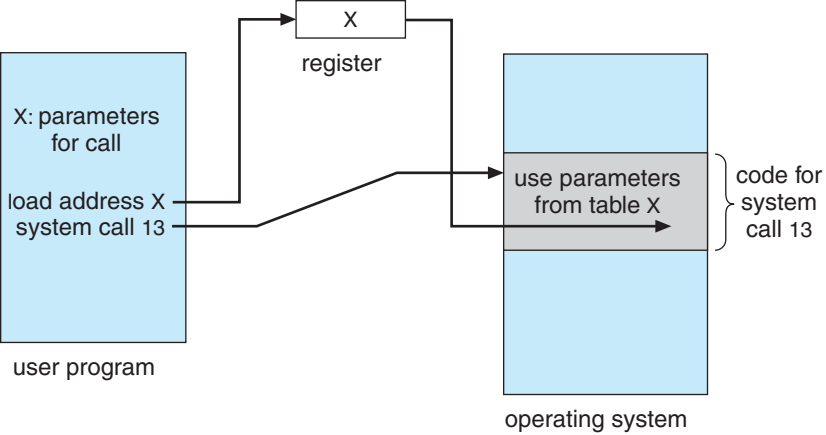 X
register
X: parameters
for call
load address X
system call 13
user program
use parameters
from table X
code for
system
call 13
operating system